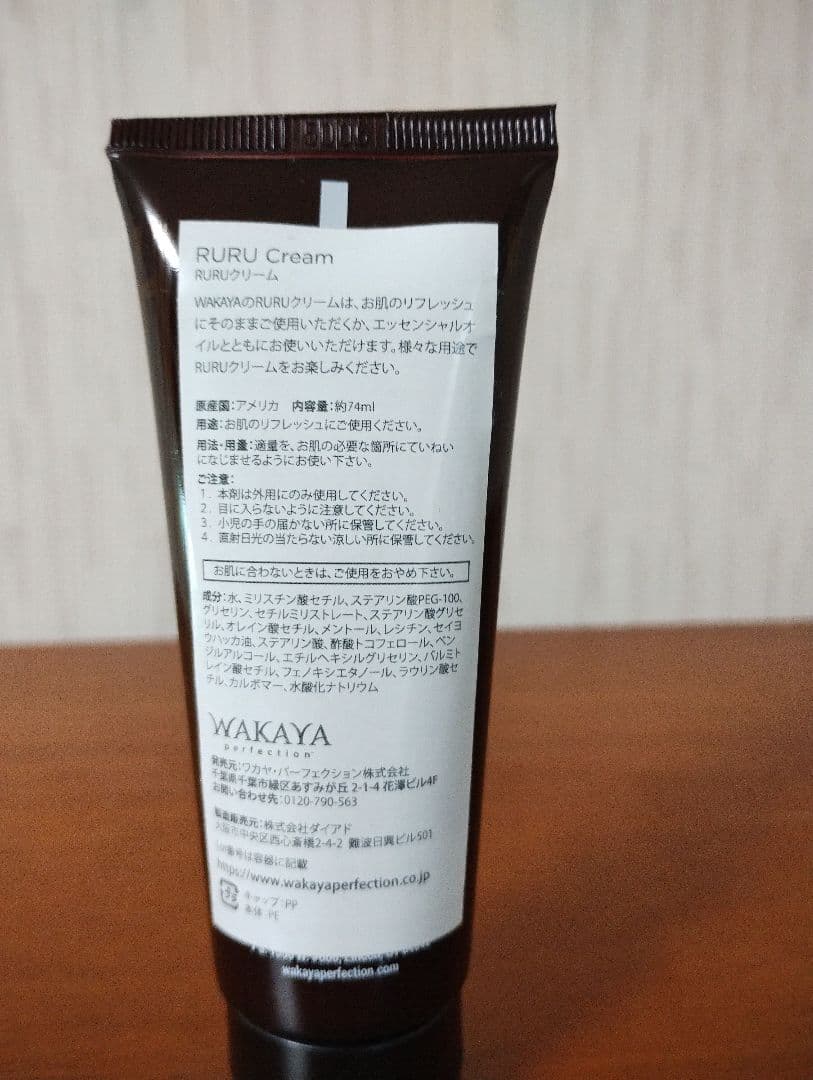 RURU Cream
RURUクリーム
WAKAYAのRURUクリームは、お肌のリフレッシュ
にそのままご使用いただくか、エッセンシャルオ
イルとともにお使いいただけます。様々な用途で
RURUクリームをお楽しみください。
原産国:アメリカ 内容量:約74ml
用途:お肌のリフレッシュにご使用ください。
用法・用量:適量を、お肌の必要な箇所にていねい
になじませるようにお使い下さい。
ご注意:
1. 本剤は外用にのみ使用してください。
2. 目に入らないように注意してください。
3. 小児の手の届かない所に保管してください。
4. 直射日光の当たらない涼しい所に保管してください。
お肌に合わないときは、ご使用をおやめ下さい。
成分:水、ミリスチン酸セチル、ステアリン酸PEG-100、
グリセリン、セチルミリストレート、ステアリン酸グリセ
リル、オレイン酸セチル、メントール、レシチン、セイヨ
ウハッカ油、ステアリン酸、酢酸トコフェロール、ベン
ジルアルコール、エチルヘキシルグリセリン、パルミト
レイン酸セチル、フェノキシエタノール、ラウリン酸セ
チル、カルボマー、水酸化ナトリウム
WAKAYA
perfection
発売元:ワカヤ・パーフェクション株式会社
千葉県千葉市緑区あすみが丘 2-1-4 花澤ビル4F
お問い合わせ先:0120-790-563
製造販売元:株式会社ダイアド
大阪市中央区西心斎橋2-4-2 難波日興ビル501
Lot番号は容器に記載
https://www.wakayaperfection.co.jp
プラ
キャップ:PP
本体:PE
wakayaperfection.com